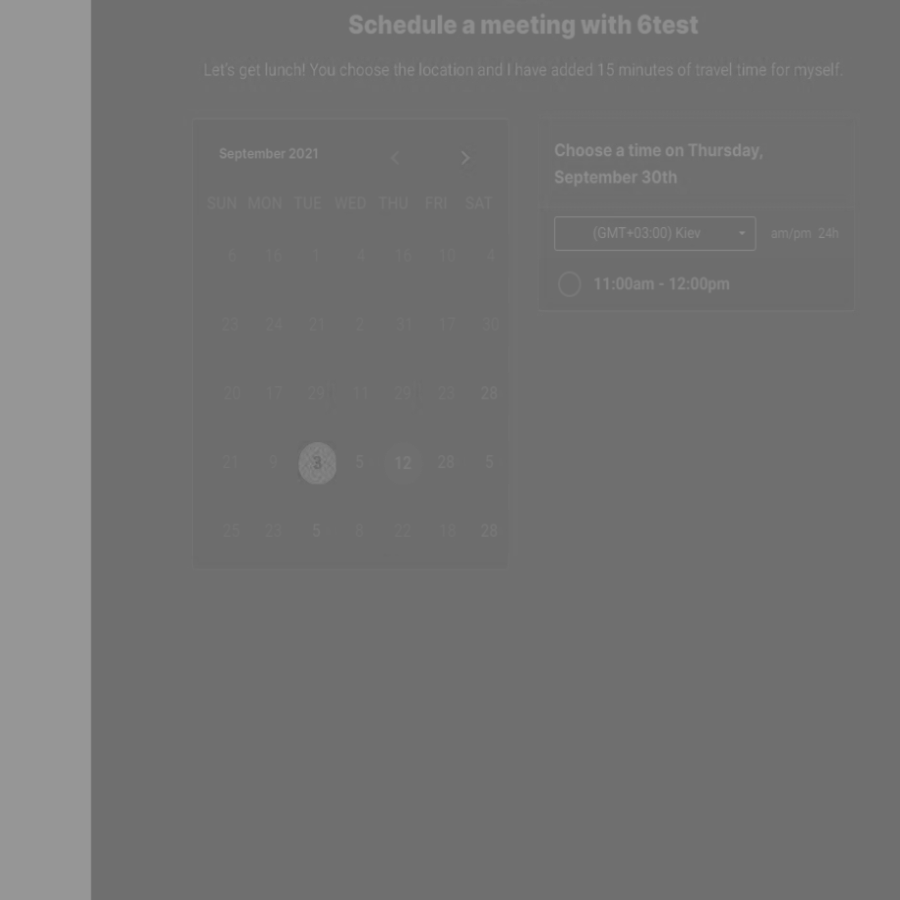 Schedule a meeting with 6test
Let's get lunch! You choose the location and I have added 15 minutes of travel time for myself.
September 2021
SUN MON TUE WED THU FRI SAT
6 16 1 4 16 10 4
23 24 21 2 31 17 30
20 17 29 11 29 23 28
21 9 3 5 12 28 5
25 25 5 8 22 18 28
Choose a time on Thursday,
September 30th
(GMT+03:00) Kiev am/pm 24h
11:00am - 12:00pm